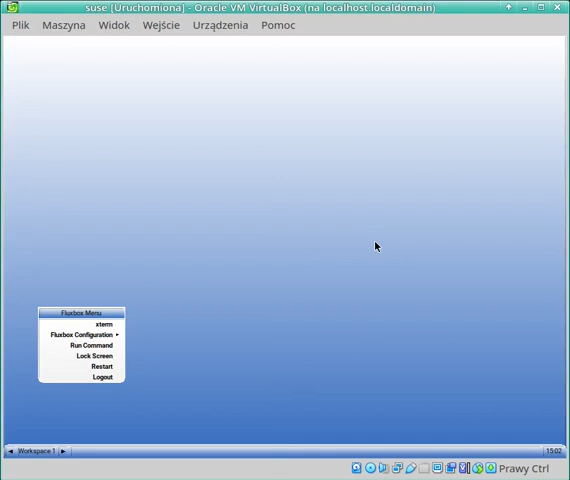 suse [Uruchomiona] - Oracle VM VirtualBox (na localhost.localdomain)
Plik Maszyna Widok Wejście Urządzenia Pomoc
Fluxbox Menu
xterm
Fluxbox Configuration
Run Command
Lock Screen
Restart
Logout
Workspace 1 15:02
Prawy Ctrl